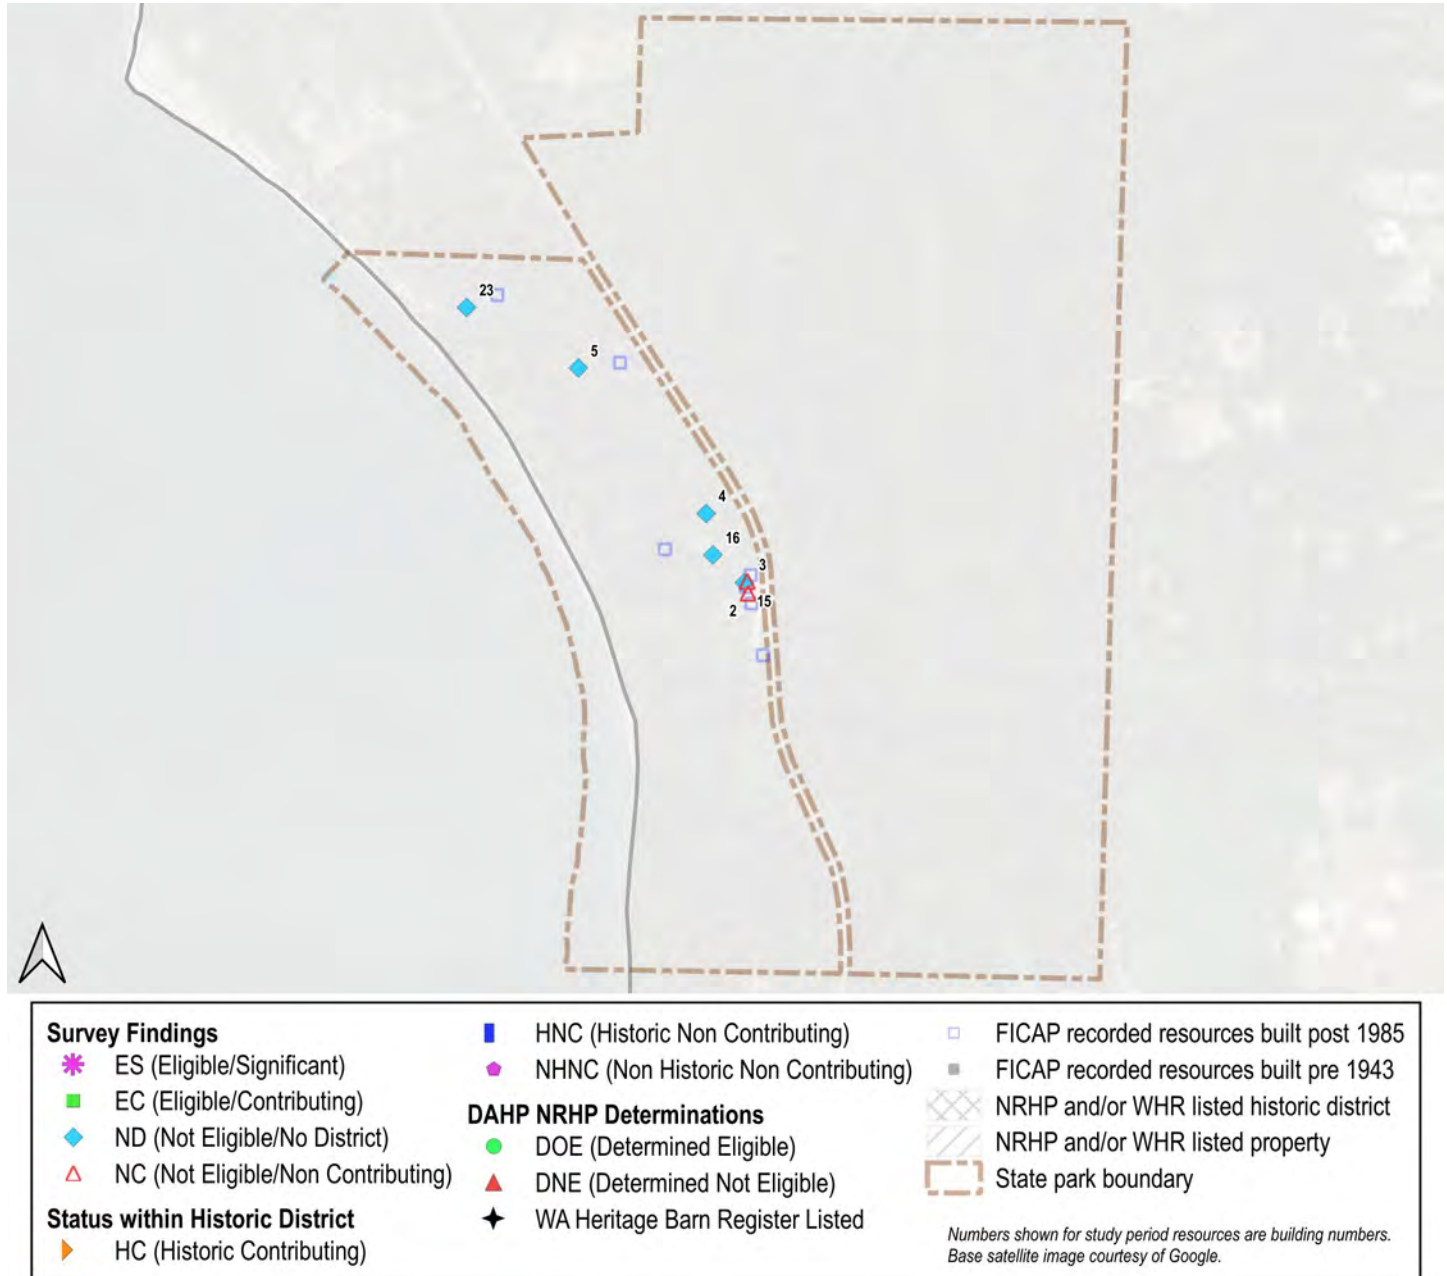 23
5
4
16
3
15
2
Survey Findings
ES (Eligible/Significant)
EC (Eligible/Contributing)
ND (Not Eligible/No District)
NC (Not Eligible/Non Contributing)
Status within Historic District
HC (Historic Contributing)
HNC (Historic Non Contributing)
NHNC (Non Historic Non Contributing)
DAHP NRHP Determinations
DOE (Determined Eligible)
DNE (Determined Not Eligible)
WA Heritage Barn Register Listed
FICAP recorded resources built post 1985
FICAP recorded resources built pre 1943
NRHP and/or WHR listed historic district
NRHP and/or WHR listed property
State park boundary
Numbers shown for study period resources are building numbers.
Base satellite image courtesy of Google.